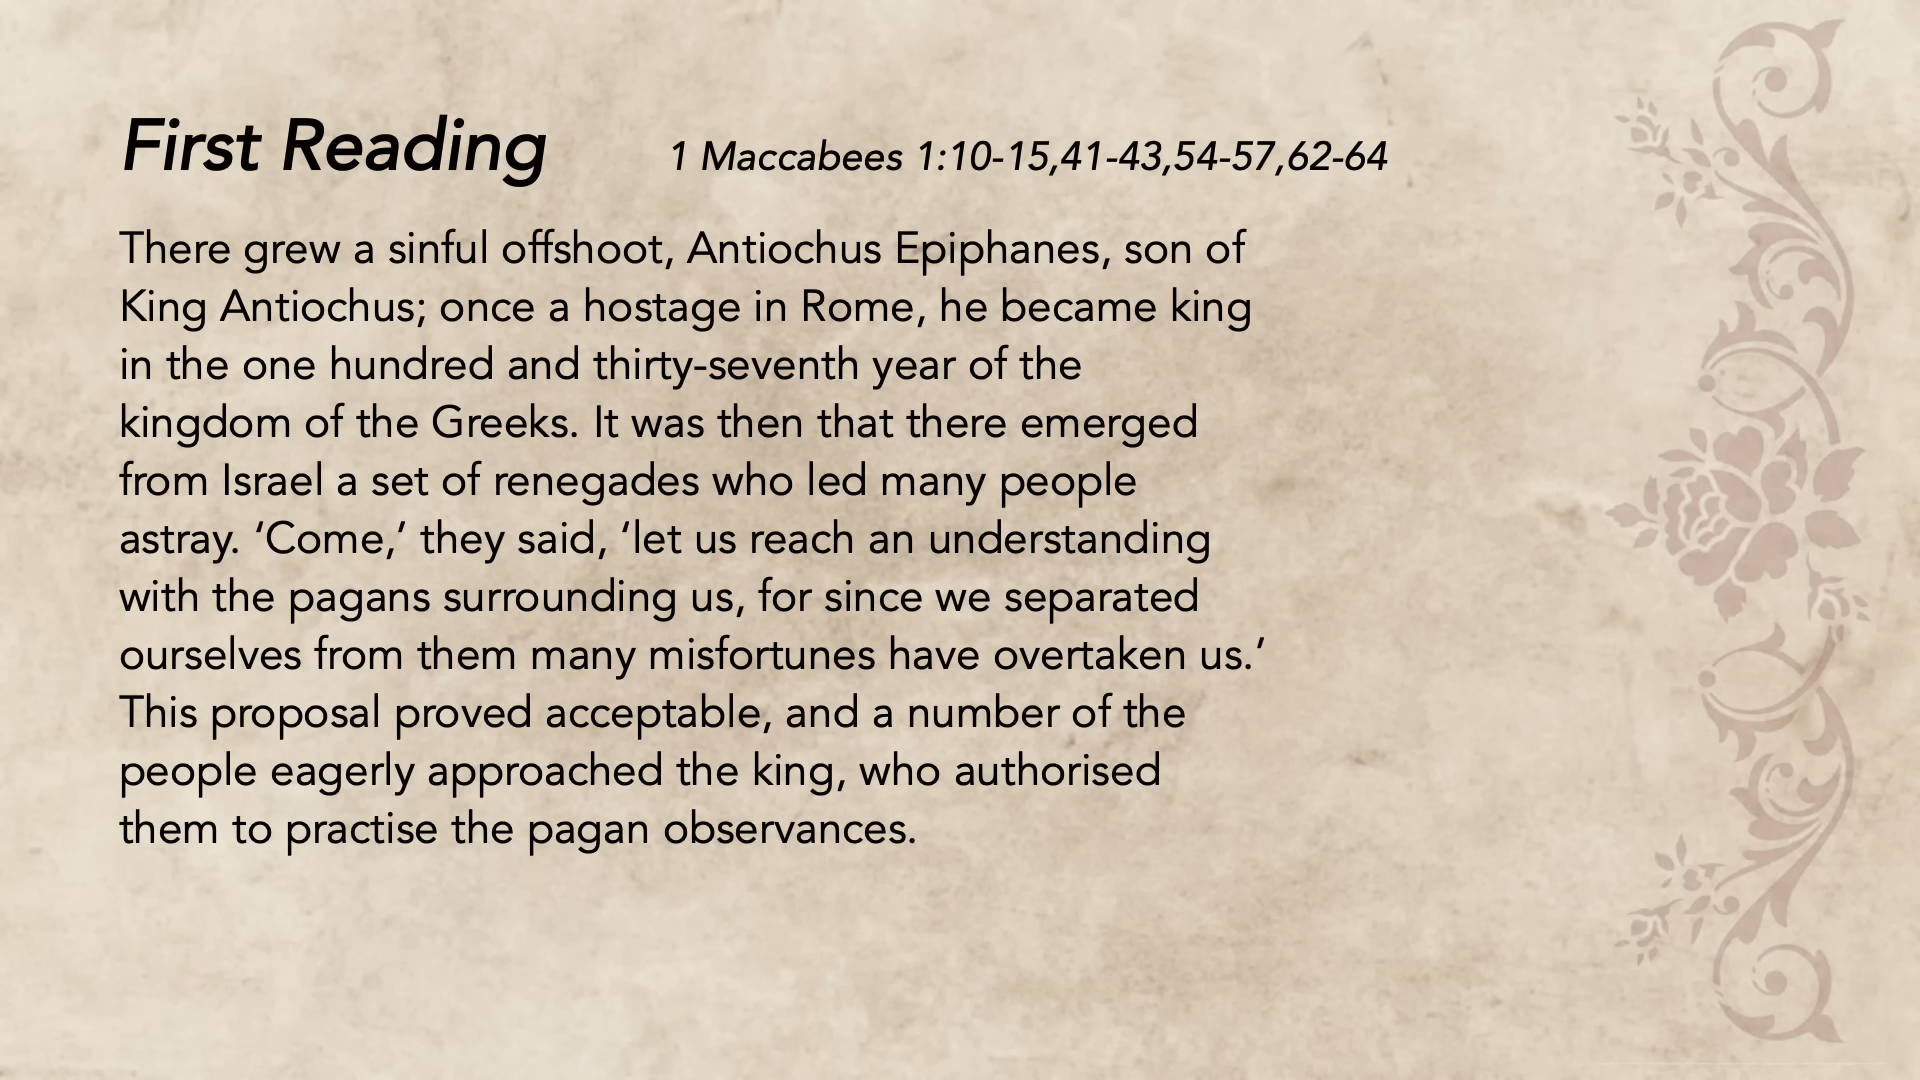 First Reading 1 Maccabees 1:10-15,41-43,54-57,62-64
There grew a sinful offshoot, Antiochus Epiphanes, son of
King Antiochus; once a hostage in Rome, he became king
in the one hundred and thirty-seventh year of the
kingdom of the Greeks. It was then that there emerged
from Israel a set of renegades who led many people
astray. ‘Come,’ they said, ‘let us reach an understanding
with the pagans surrounding us, for since we separated
ourselves from them many misfortunes have overtaken us.’
This proposal proved acceptable, and a number of the
people eagerly approached the king, who authorised
them to practise the pagan observances.